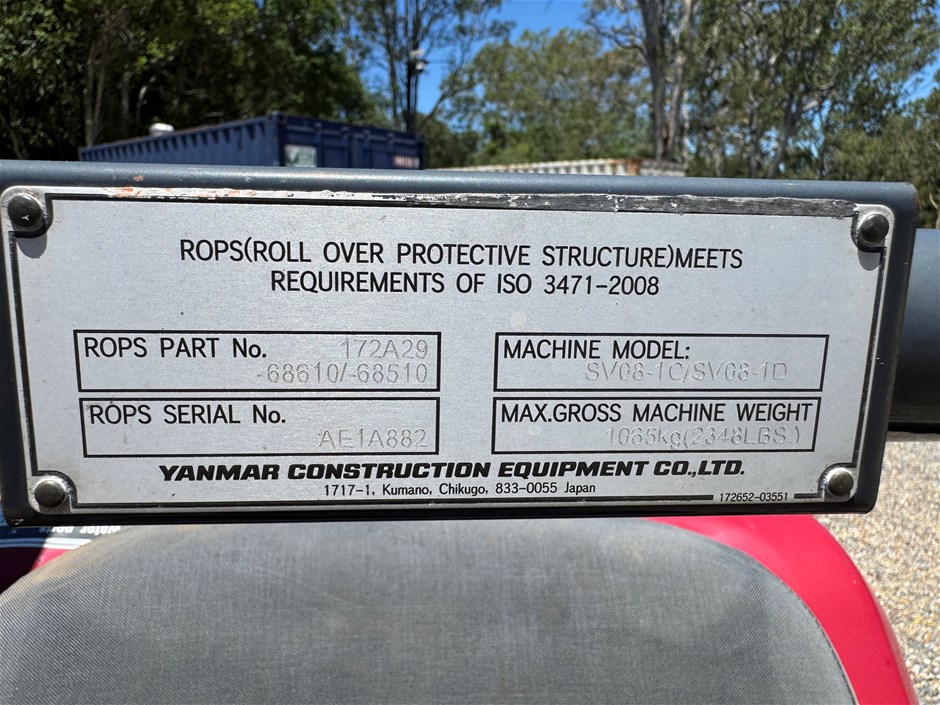 ROPS(ROLL OVER PROTECTIVE STRUCTURE)MEETS
REQUIREMENTS OF ISO 3471-2008
ROPS PART No. 172A29
-68610/-68510
MACHINE MODEL:
SV08-1C/SV08-1D
ROPS SERIAL No.
AE1A882
MAX.GROSS MACHINE WEIGHT
1065kg(2348LBS.)
YANMAR CONSTRUCTION EQUIPMENT CO.,LTD.
1717-1, Kumano, Chikugo, 833-0055 Japan
172652-03551